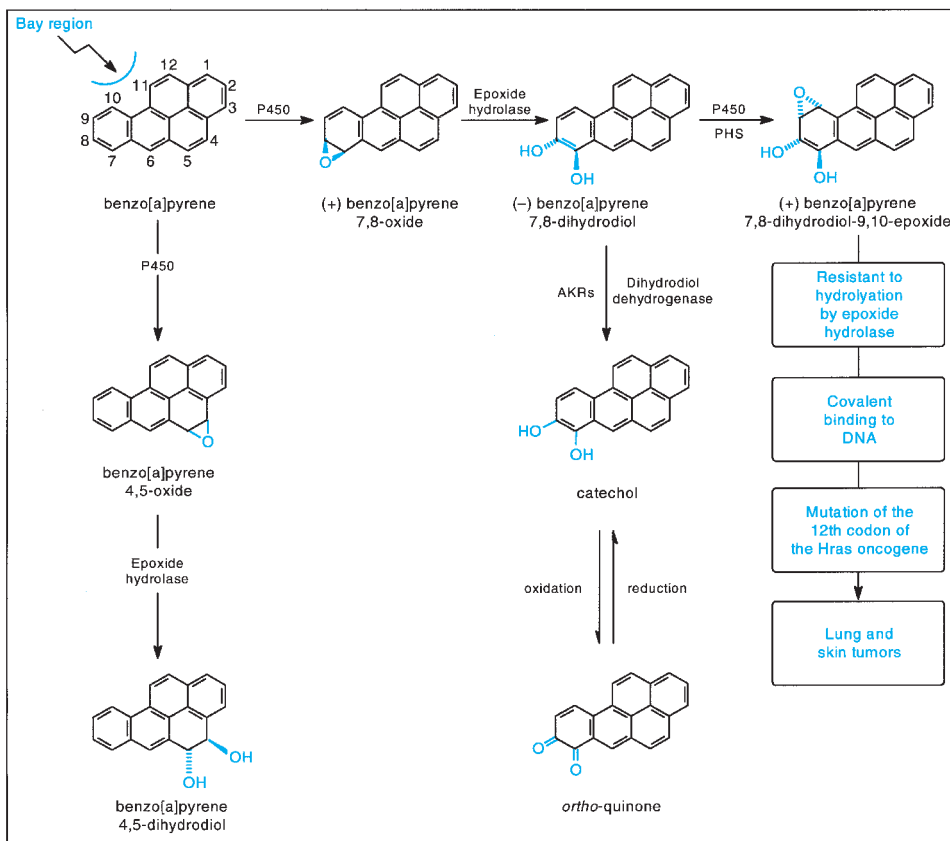 Bay region
12
1
11
2
10
3
9
8
4
7
6
5
benzo[a]pyrene
P450
(+) benzo[a]pyrene
7,8-oxide
O
Epoxide
hydrolase
(−) benzo[a]pyrene
7,8-dihydrodiol
HO
OH
P450
PHS
(+) benzo[a]pyrene
7,8-dihydrodiol-9,10-epoxide
O
HO
OH
P450
AKRs
Dihydrodiol
dehydrogenase
Resistant to
hydrolyation
by epoxide
hydrolase
O
benzo[a]pyrene
4,5-oxide
HO
OH
catechol
Covalent
binding to
DNA
Mutation of the
12th codon of
the Hras oncogene
Epoxide
hydrolase
oxidation
reduction
Lung and
skin tumors
OH
OH
benzo[a]pyrene
4,5-dihydrodiol
O
O
ortho-quinone